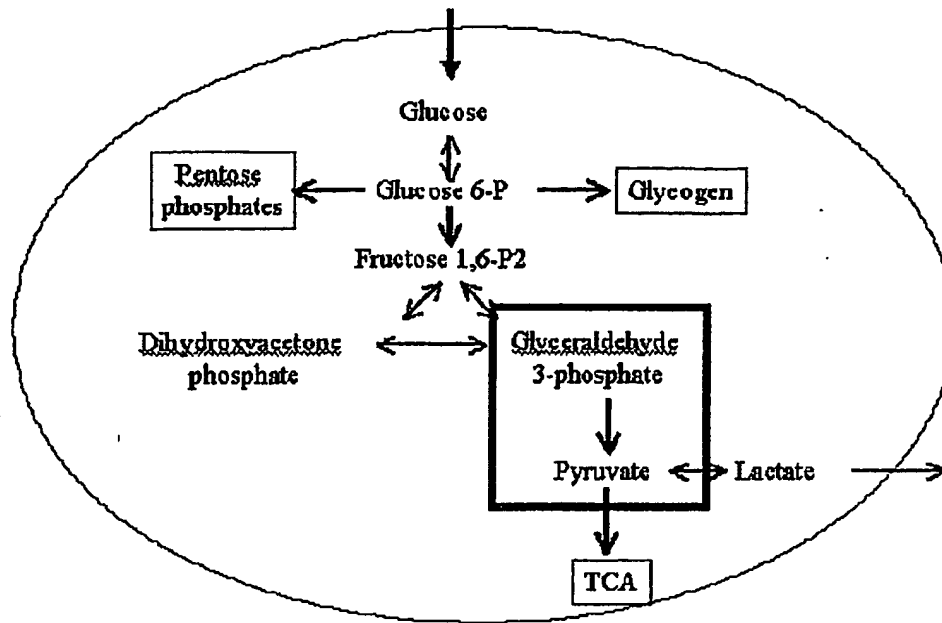 Glucose
Pentose
phosphates
Glucose 6-P
Glycogen
Fructose 1,6-P2
Dihydroxyacetone
phosphate
Glyceraldehyde
3-phosphate
Pyruvate
Lactate
TCA